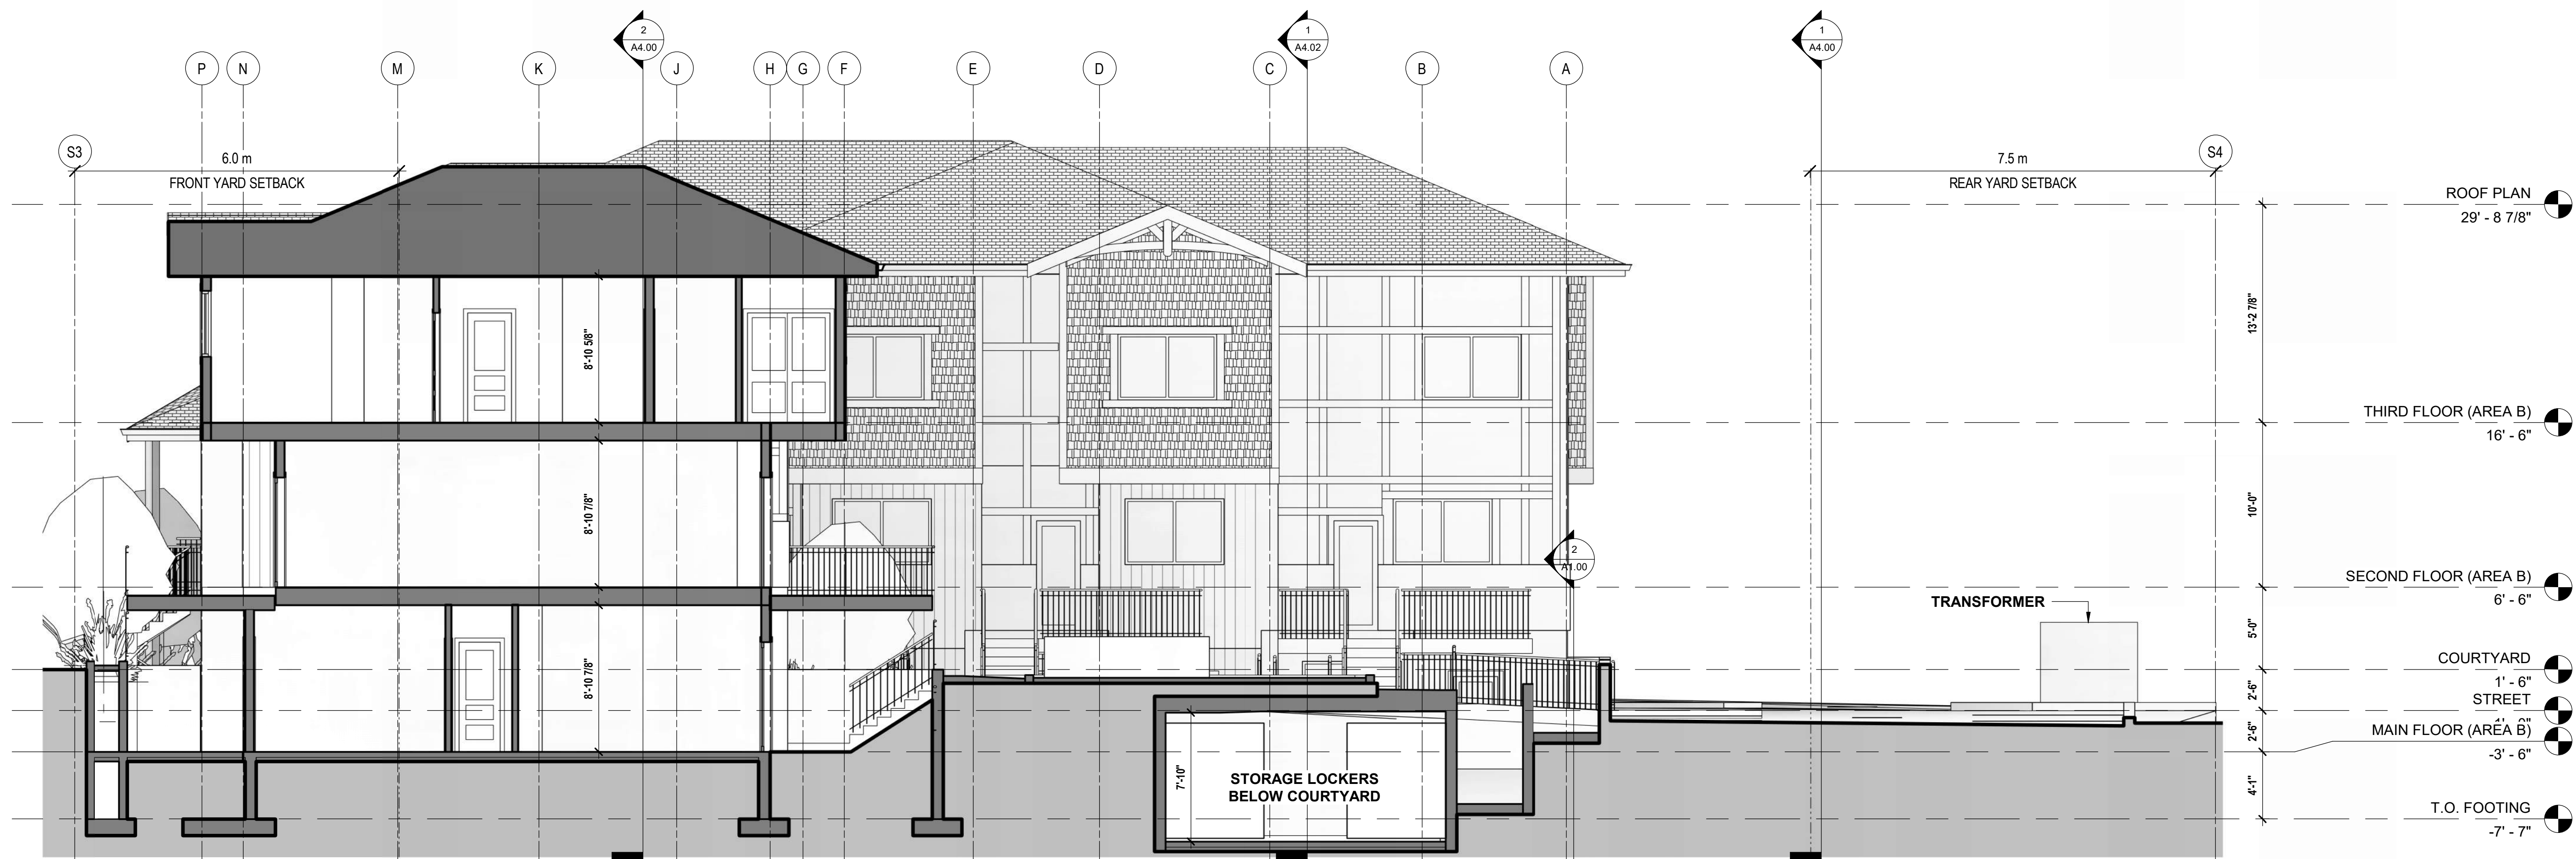 2
A4.00
1
A4.02
1
A4.00
P
N
M
K
J
H
G
F
E
D
C
B
A
S3
6.0 m
FRONT YARD SETBACK
7.5 m
REAR YARD SETBACK
S4
ROOF PLAN
29' - 8 7/8"
13'-2 7/8"
8'-10 5/8"
THIRD FLOOR (AREA B)
16' - 6"
10'-0"
8'-10 7/8"
2
A1.00
SECOND FLOOR (AREA B)
6' - 6"
TRANSFORMER
5'-0"
COURTYARD
1' - 6"
2'-6"
STREET
8'-10 7/8"
2'-6"
MAIN FLOOR (AREA B)
-3' - 6"
7'-10"
STORAGE LOCKERS
BELOW COURTYARD
4'-1"
T.O. FOOTING
-7' - 7"